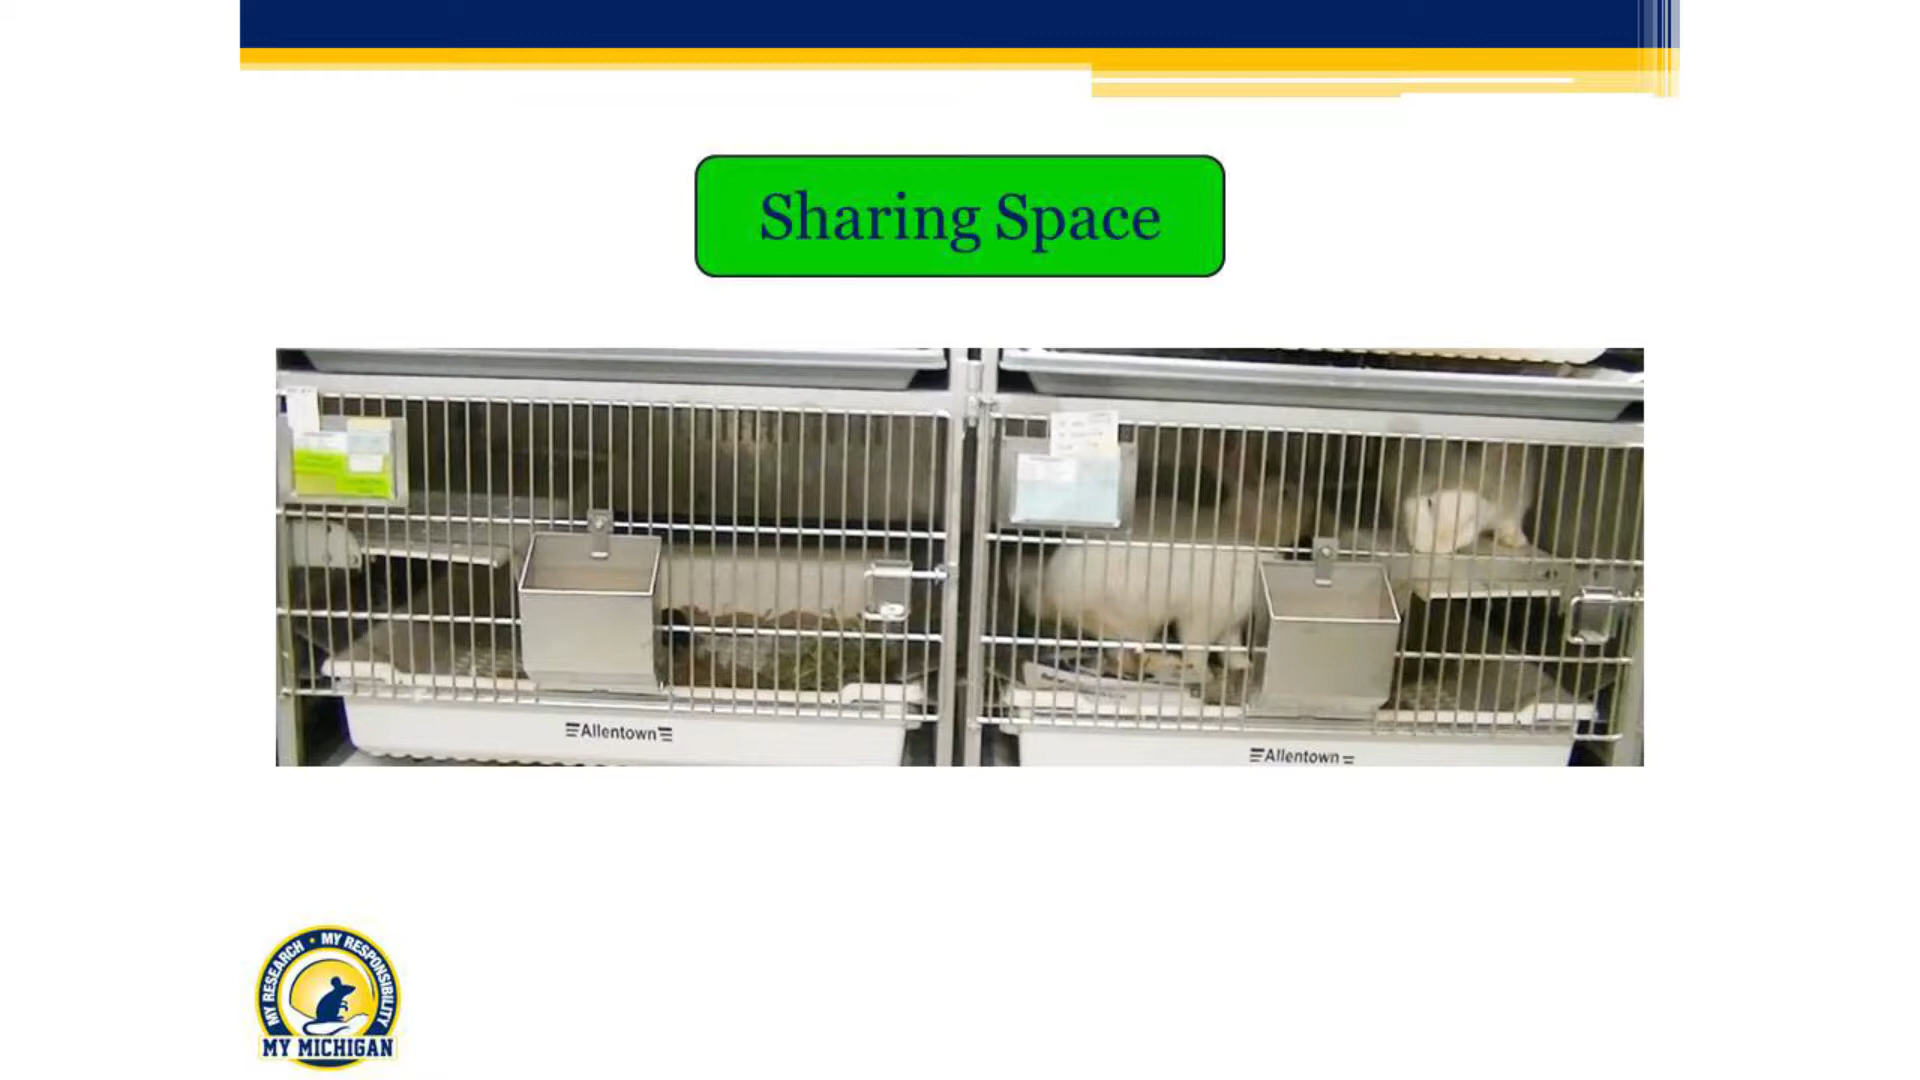 Sharing Space
Allentown
Allentown
MY RESEARCH • MY RESPONSIBILITY
MY MICHIGAN